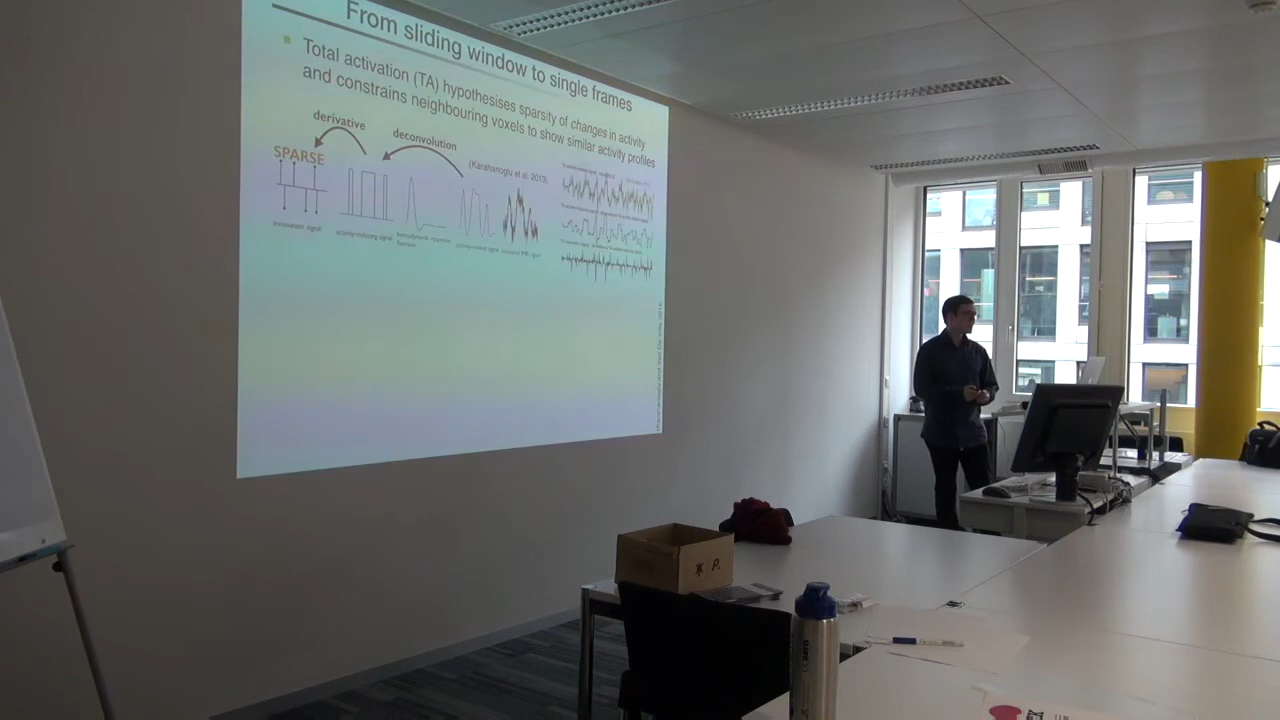 From sliding window to single frames
Total activation (TA) hypothesises sparsity of changes in activity
and constrains neighbouring voxels to show similar activity profiles
derivative
deconvolution
SPARSE
(Karahanoglu et al. 2013)
innovation signal
activity-inducing signal
hemodynamic response
function
activity-related signal
measured fMRI signal
P.